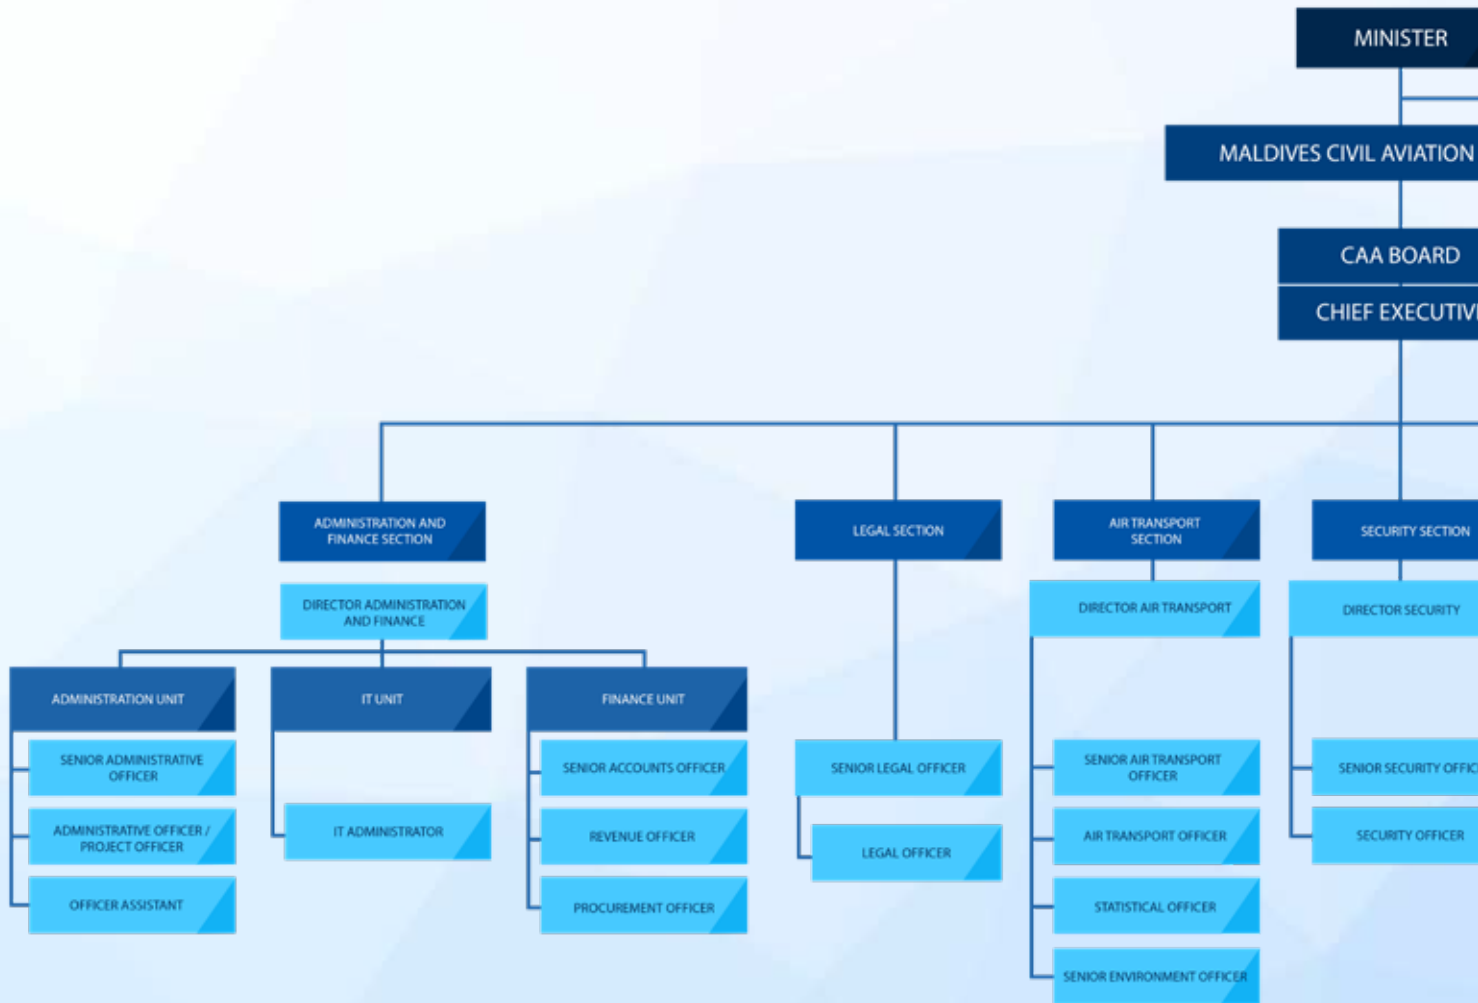 MINISTER
MALDIVES CIVIL AVIATION
CAA BOARD
CHIEF EXECUTIV
ADMINISTRATION AND
FINANCE SECTION
LEGAL SECTION
AIR TRANSPORT
SECTION
SECURITY SECTION
DIRECTOR ADMINISTRATION
AND FINANCE
DIRECTOR AIR TRANSPORT
DIRECTOR SECURITY
ADMINISTRATION UNIT
IT UNIT
FINANCE UNIT
SENIOR ADMINISTRATIVE
OFFICER
ADMINISTRATIVE OFFICER /
PROJECT OFFICER
OFFICER ASSISTANT
IT ADMINISTRATOR
SENIOR ACCOUNTS OFFICER
REVENUE OFFICER
PROCUREMENT OFFICER
SENIOR LEGAL OFFICER
LEGAL OFFICER
SENIOR AIR TRANSPORT
OFFICER
AIR TRANSPORT OFFICER
STATISTICAL OFFICER
SENIOR ENVIRONMENT OFFICER
SENIOR SECURITY OFFIC
SECURITY OFFICER